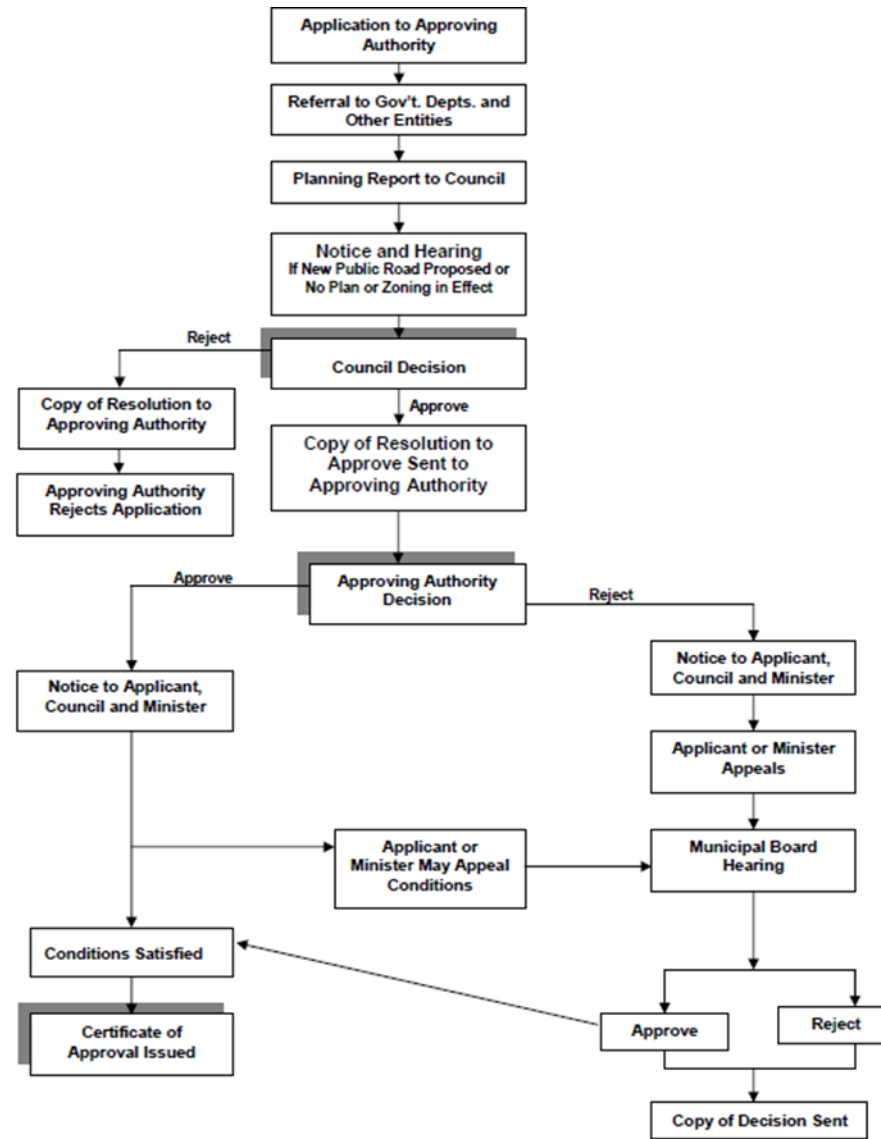 Application to Approving
Authority
Referral to Gov't. Depts. and
Other Entities
Planning Report to Council
Notice and Hearing
If New Public Road Proposed or
No Plan or Zoning in Effect
Reject
Council Decision
Copy of Resolution to
Approving Authority
Approve
Copy of Resolution to
Approve Sent to
Approving Authority
Approving Authority
Rejects Application
Approve
Approving Authority
Decision
Reject
Notice to Applicant,
Council and Minister
Notice to Applicant,
Council and Minister
Applicant or Minister
Appeals
Applicant or
Minister May Appeal
Conditions
Municipal Board
Hearing
Conditions Satisfied
Certificate of
Approval Issued
Approve
Reject
Copy of Decision Sent